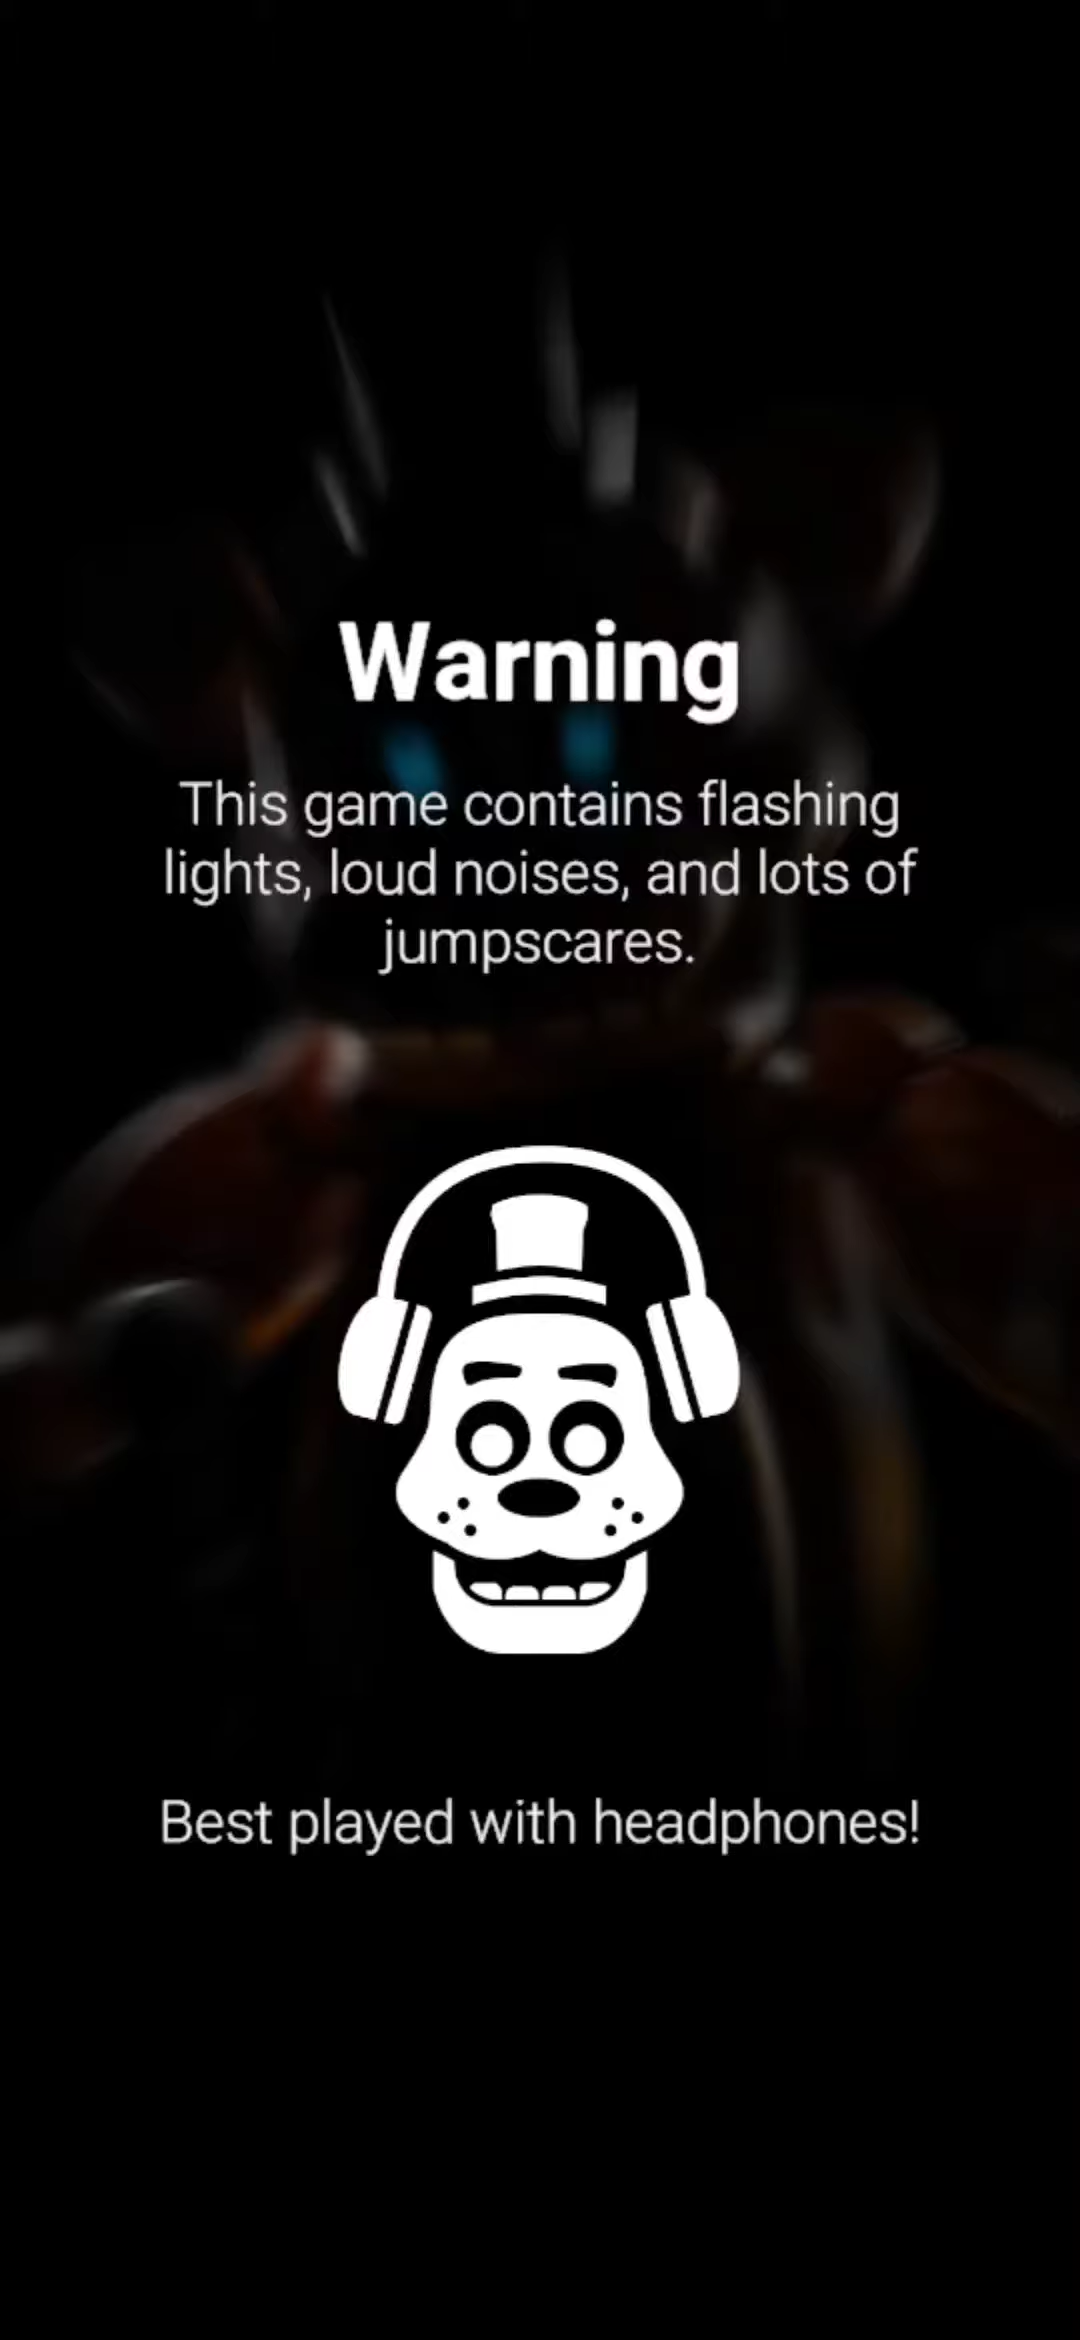 Warning
This game contains flashing
lights, loud noises, and lots of
jumpscares.
Best played with headphones!